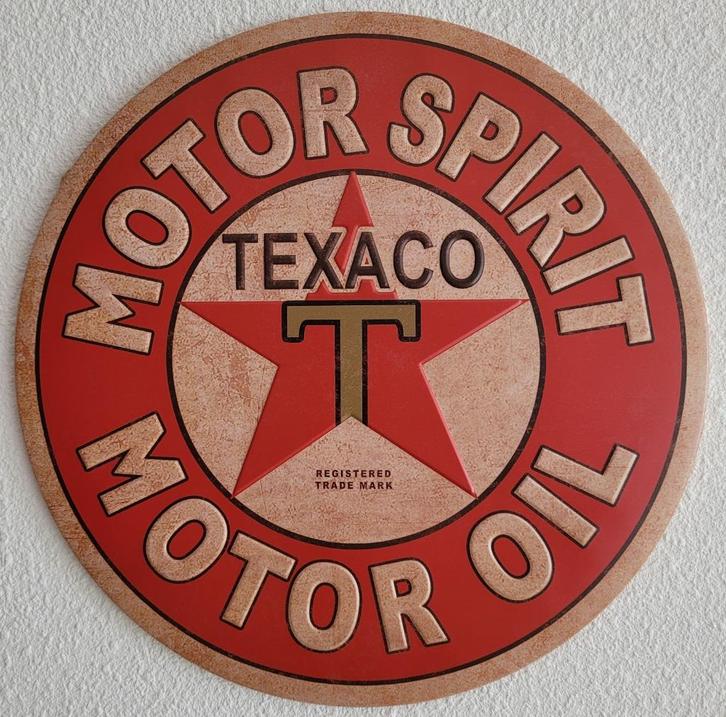 MOTOR SPIRIT
TEXACO
T
REGISTERED
TRADE MARK
MOTOR OIL